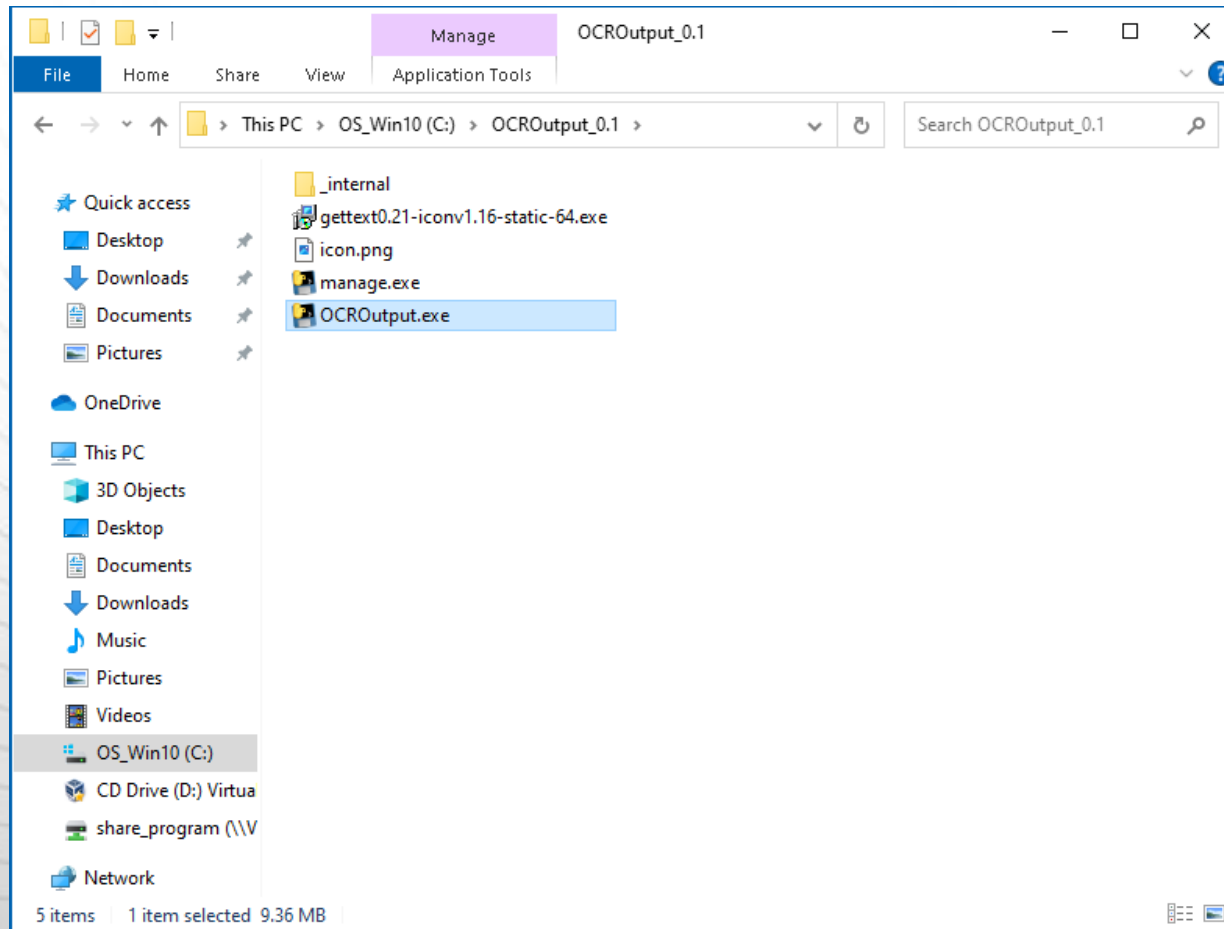 Manage OCROutput_0.1
File Home Share View Application Tools
This PC > OS_Win10 (C:) > OCROutput_0.1 >
Search OCROutput_0.1
Quick access
Desktop
Downloads
Documents
Pictures
OneDrive
This PC
3D Objects
Desktop
Documents
Downloads
Music
Pictures
Videos
OS_Win10 (C:)
CD Drive (D:) Virtua
share_program (\\V
Network
_internal
gettext0.21-iconv1.16-static-64.exe
icon.png
manage.exe
OCROutput.exe
5 items 1 item selected 9.36 MB